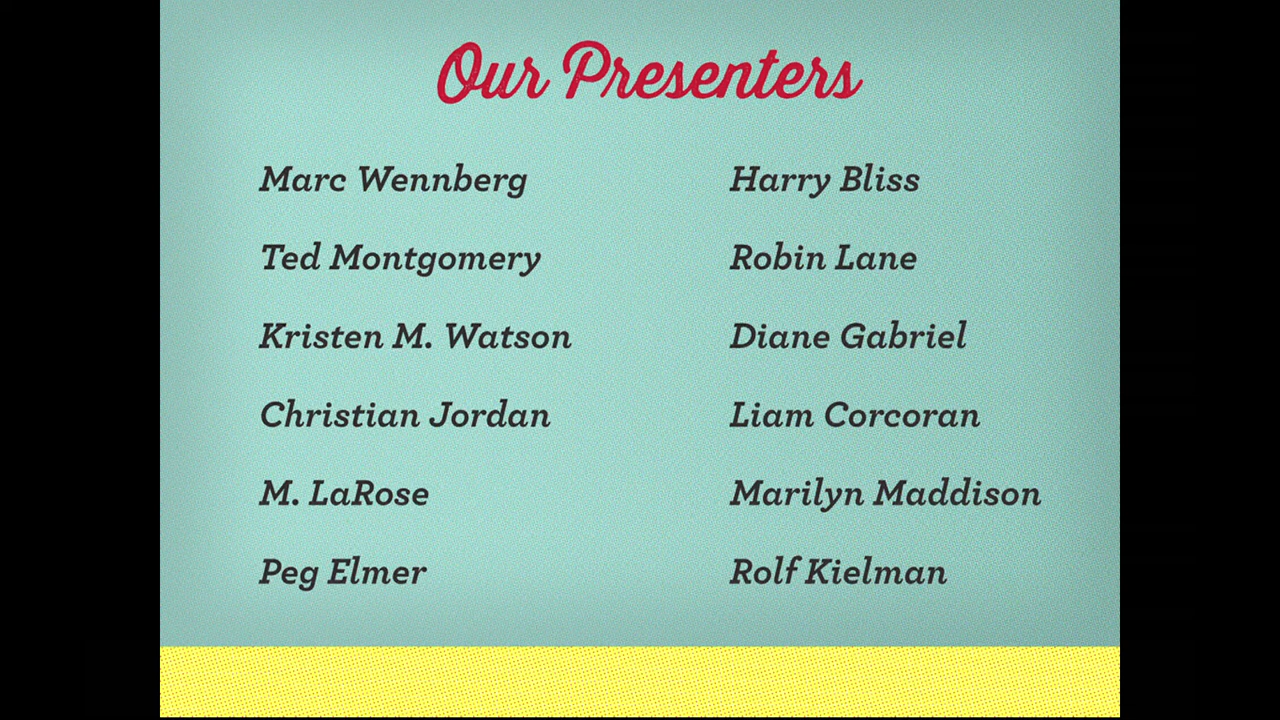 Our Presenters
Marc Wennberg
Ted Montgomery
Kristen M. Watson
Christian Jordan
M. LaRose
Peg Elmer
Harry Bliss
Robin Lane
Diane Gabriel
Liam Corcoran
Marilyn Maddison
Rolf Kielman